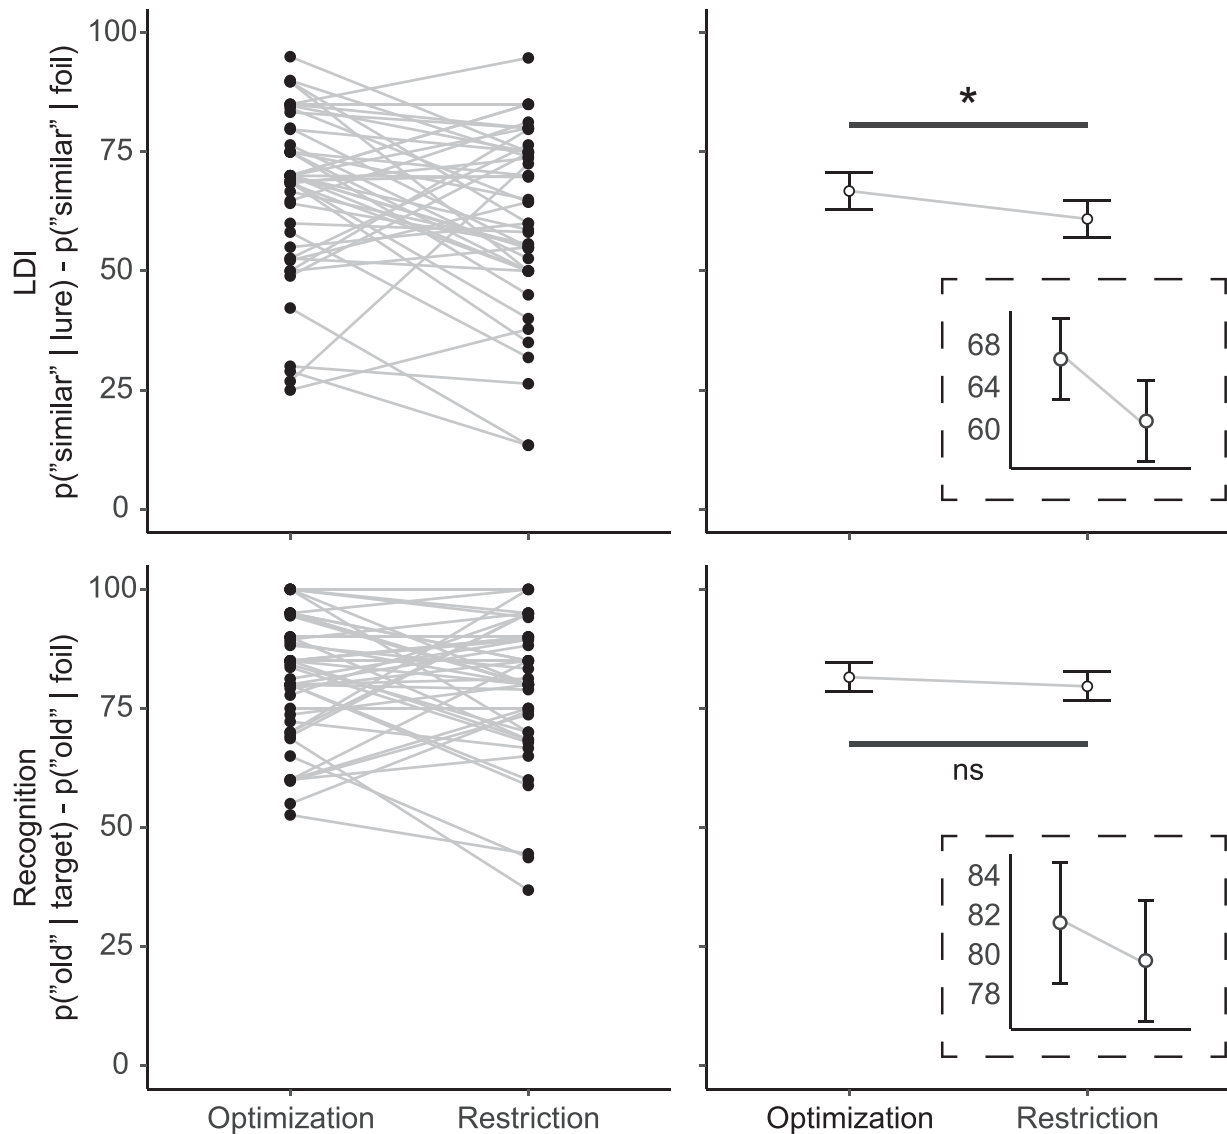 LDI
p(”similar” | lure) - p(”similar” | foil)
100
75
50
25
0
*
68
64
60
Recognition
p(”old” | target) - p(”old” | foil)
100
75
50
25
0
ns
84
82
80
78
Optimization
Restriction
Optimization
Restriction